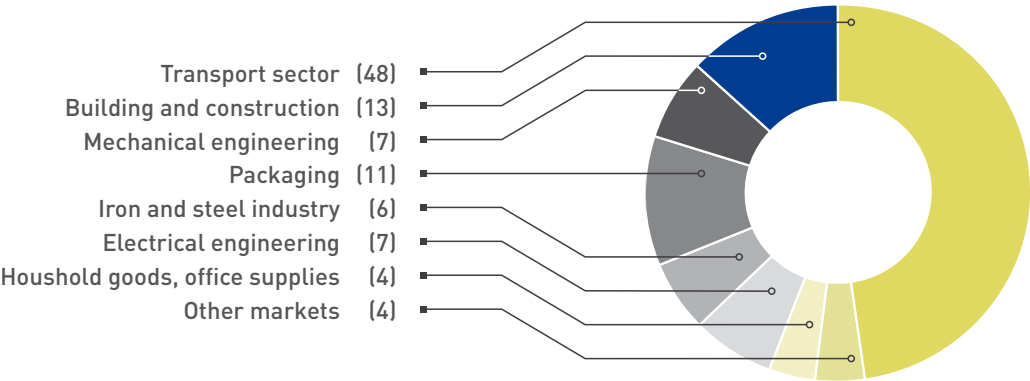 Transport sector (48)
Building and construction (13)
Mechanical engineering (7)
Packaging (11)
Iron and steel industry (6)
Electrical engineering (7)
Houshold goods, office supplies (4)
Other markets (4)